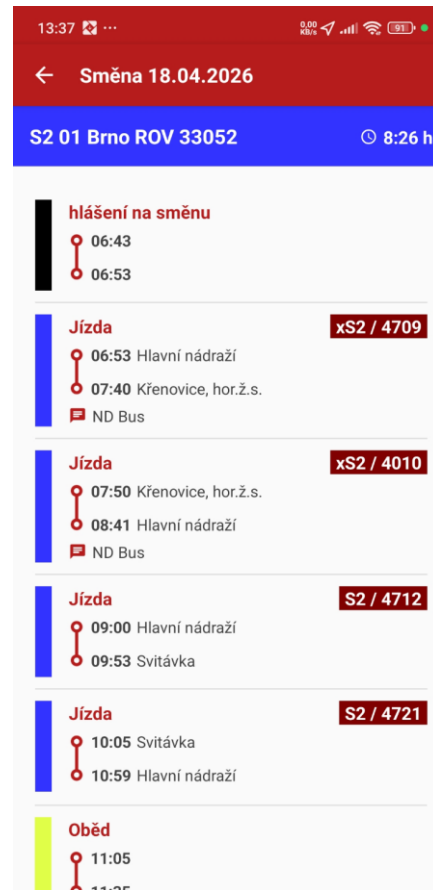 13:37 ··· 0,00 KB/s 91
Směna 18.04.2026
S2 01 Brno ROV 33052 8:26 h
hlášení na směnu
06:43
06:53
Jízda xS2 / 4709
06:53 Hlavní nádraží
07:40 Křenovice, hor.ž.s.
ND Bus
Jízda xS2 / 4010
07:50 Křenovice, hor.ž.s.
08:41 Hlavní nádraží
ND Bus
Jízda S2 / 4712
09:00 Hlavní nádraží
09:53 Svitávka
Jízda S2 / 4721
10:05 Svitávka
10:59 Hlavní nádraží
Oběd
11:05